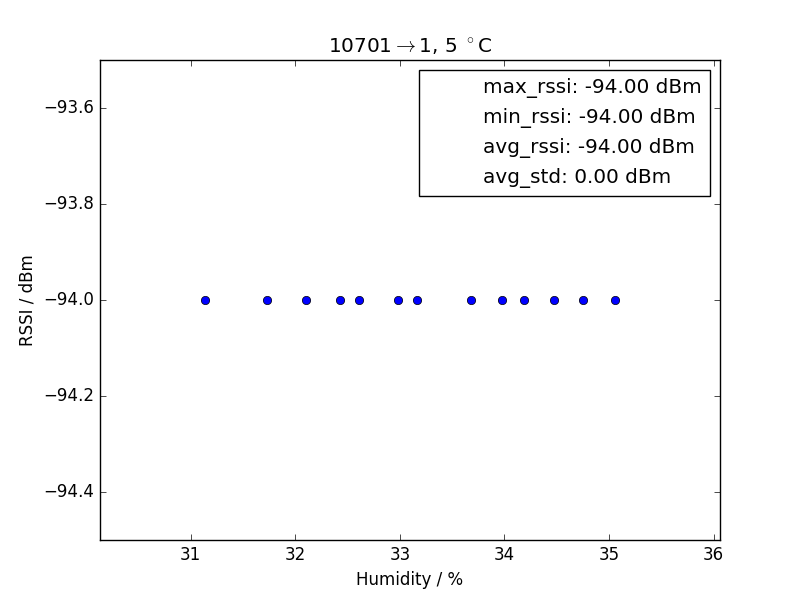 10701→1, 5 °C
max_rssi: -94.00 dBm
min_rssi: -94.00 dBm
avg_rssi: -94.00 dBm
avg_std: 0.00 dBm
RSSI / dBm
−93.6
−93.8
−94.0
−94.2
−94.4
31 32 33 34 35 36
Humidity / %